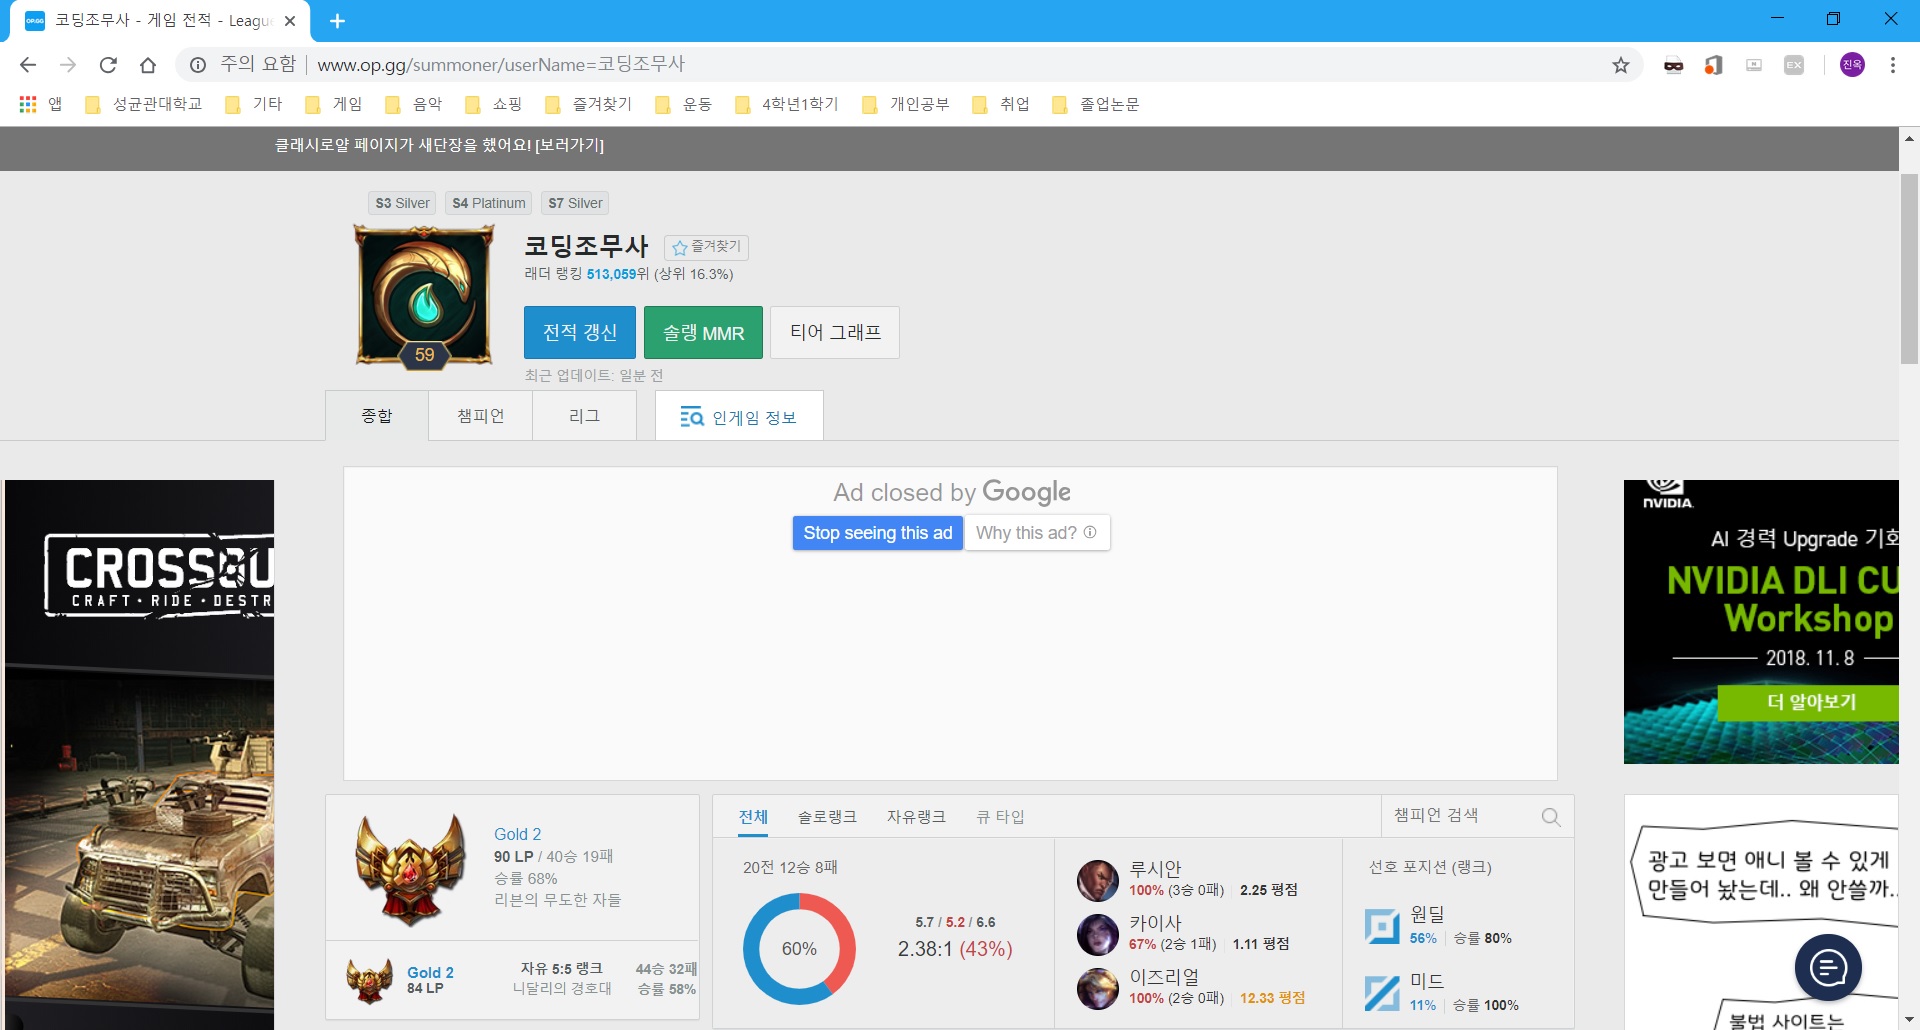 코딩조무사 - 게임 전적 - Leagu
주의 요함
www.op.gg/summoner/userName=코딩조무사
EX
진옥
앱
성균관대학교
기타
게임
음악
쇼핑
즐겨찾기
운동
4학년1학기
개인공부
취업
졸업논문
클래시로얄 페이지가 새단장을 했어요! [보러가기]
S3 Silver
S4 Platinum
S7 Silver
59
코딩조무사
즐겨찾기
래더 랭킹 513,059위 (상위 16.3%)
전적 갱신
솔랭 MMR
티어 그래프
최근 업데이트: 일분 전
종합
챔피언
리그
인게임 정보
Ad closed by Google
Stop seeing this ad
Why this ad?
CROSSOU
CRAFT · RIDE · DESTR
NVIDIA.
AI 경력 Upgrade 기회
NVIDIA DLI CU
Workshop
2018. 11. 8
더 알아보기
Gold 2
90 LP / 40승 19패
승률 68%
리븐의 무도한 자들
Gold 2
84 LP
자유 5:5 랭크
니달리의 경호대
44승 32패
승률 58%
전체
솔로랭크
자유랭크
큐 타입
챔피언 검색
20전 12승 8패
60%
5.7 / 5.2 / 6.6
2.38:1 (43%)
루시안
100% (3승 0패) 2.25 평점
카이사
67% (2승 1패) 1.11 평점
이즈리얼
100% (2승 0패) 12.33 평점
선호 포지션 (랭크)
원딜
56% 승률 80%
미드
11% 승률 100%
광고 보면 애니 볼 수 있게
만들어 놨는데.. 왜 안쓸까..
불법 사이트는